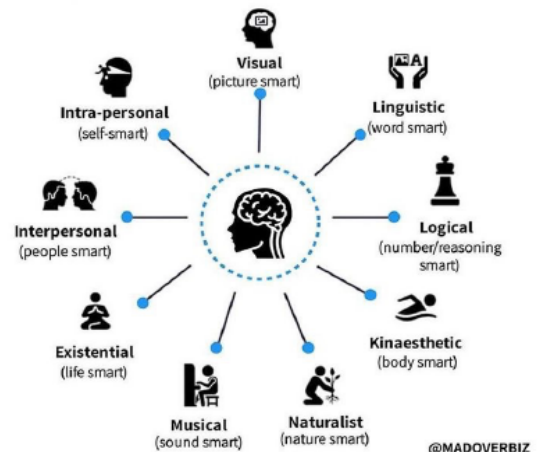 Visual
(picture smart)
Linguistic
(word smart)
Logical
(number/reasoning
smart)
Kinaesthetic
(body smart)
Naturalist
(nature smart)
Musical
(sound smart)
Existential
(life smart)
Interpersonal
(people smart)
Intra-personal
(self-smart)
A
@MADOVERBIZ